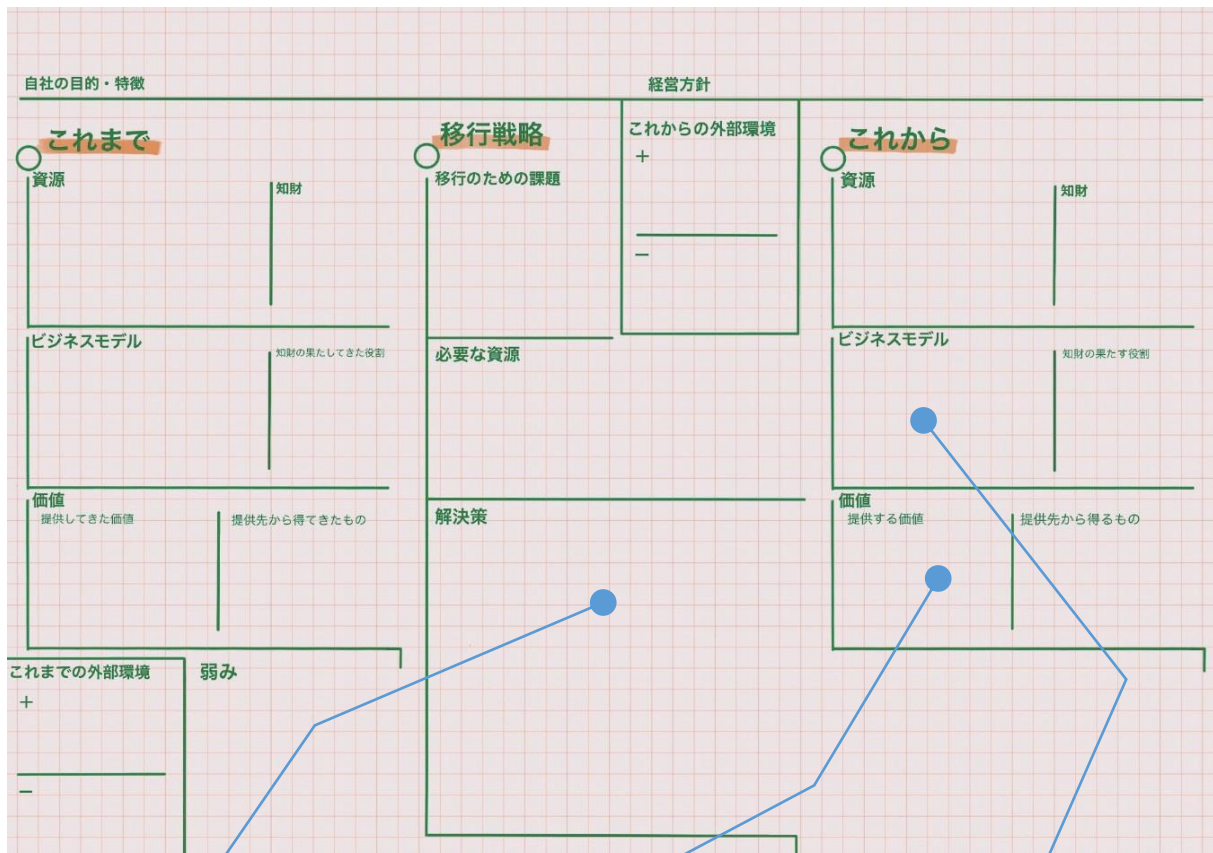 自社の目的・特徴
経営方針
これまで
資源
知財
ビジネスモデル
知財の果たしてきた役割
価値
提供してきた価値
提供先から得てきたもの
これまでの外部環境
+
−
弱み
移行戦略
移行のための課題
必要な資源
解決策
これからの外部環境
+
−
これから
資源
知財
ビジネスモデル
知財の果たす役割
価値
提供する価値
提供先から得るもの